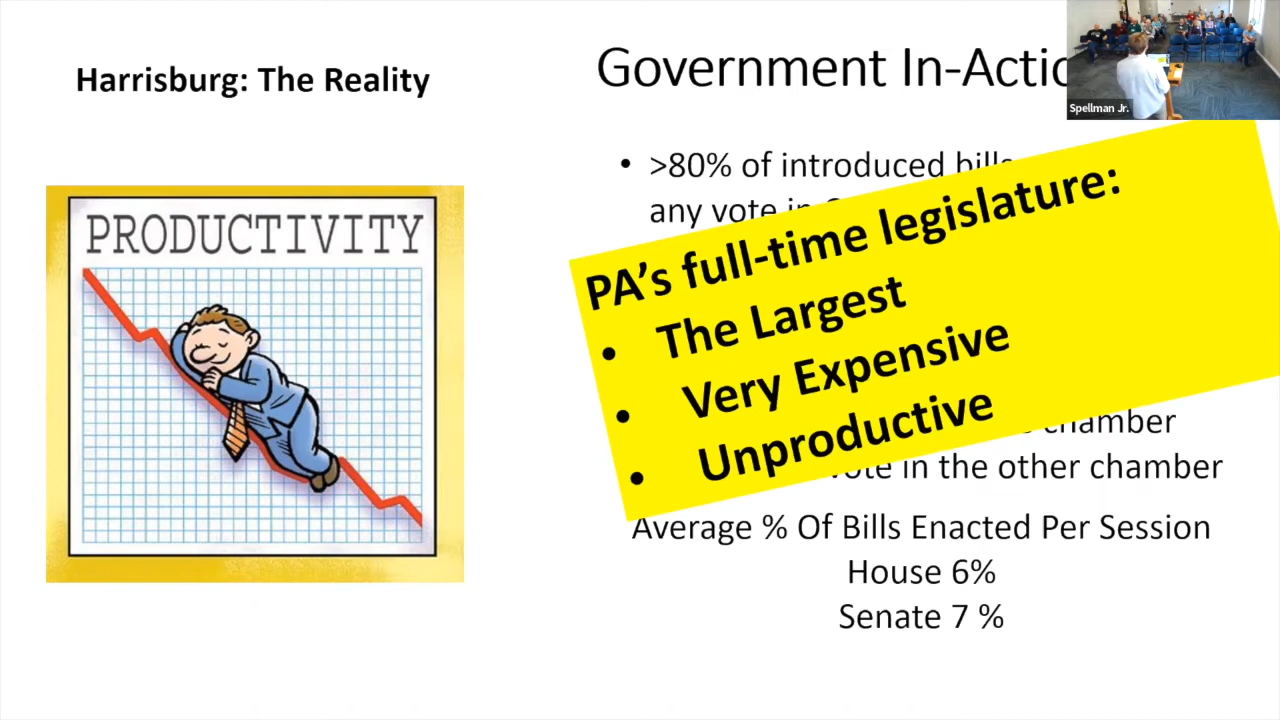 Harrisburg: The Reality
PRODUCTIVITY
Government In-Actio
Spellman Jr.
• >80% of introduced bills
any vote in
PA's full-time legislature:
• The Largest
• Very Expensive
• Unproductive
chamber
vote in the other chamber
Average % Of Bills Enacted Per Session
House 6%
Senate 7 %